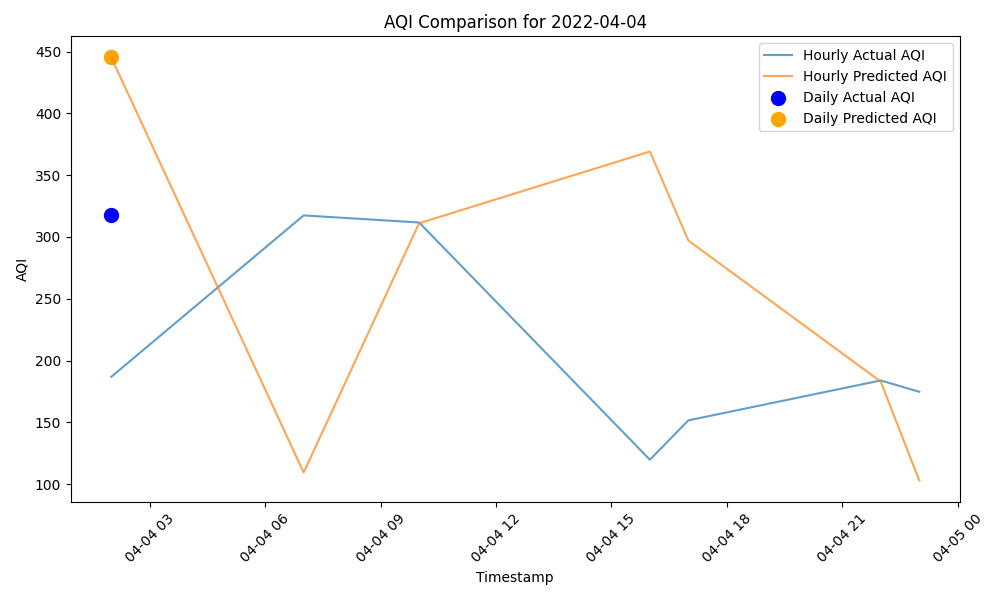 AQI Comparison for 2022-04-04
Hourly Actual AQI
Hourly Predicted AQI
Daily Actual AQI
Daily Predicted AQI
AQI
450
400
350
300
250
200
150
100
04-04 03
04-04 06
04-04 09
04-04 12
04-04 15
04-04 18
04-04 21
04-05 00
Timestamp